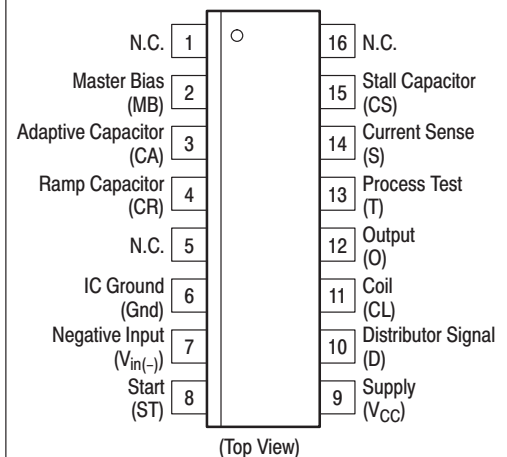 N.C. 1
16 N.C.
Master Bias
(MB) 2
15 Stall Capacitor
(CS)
Adaptive Capacitor
(CA) 3
14 Current Sense
(S)
Ramp Capacitor
(CR) 4
13 Process Test
(T)
N.C. 5
12 Output
(O)
IC Ground
(Gnd) 6
11 Coil
(CL)
Negative Input
(Vin(–)) 7
10 Distributor Signal
(D)
Start
(ST) 8
9 Supply
(VCC)
(Top View)